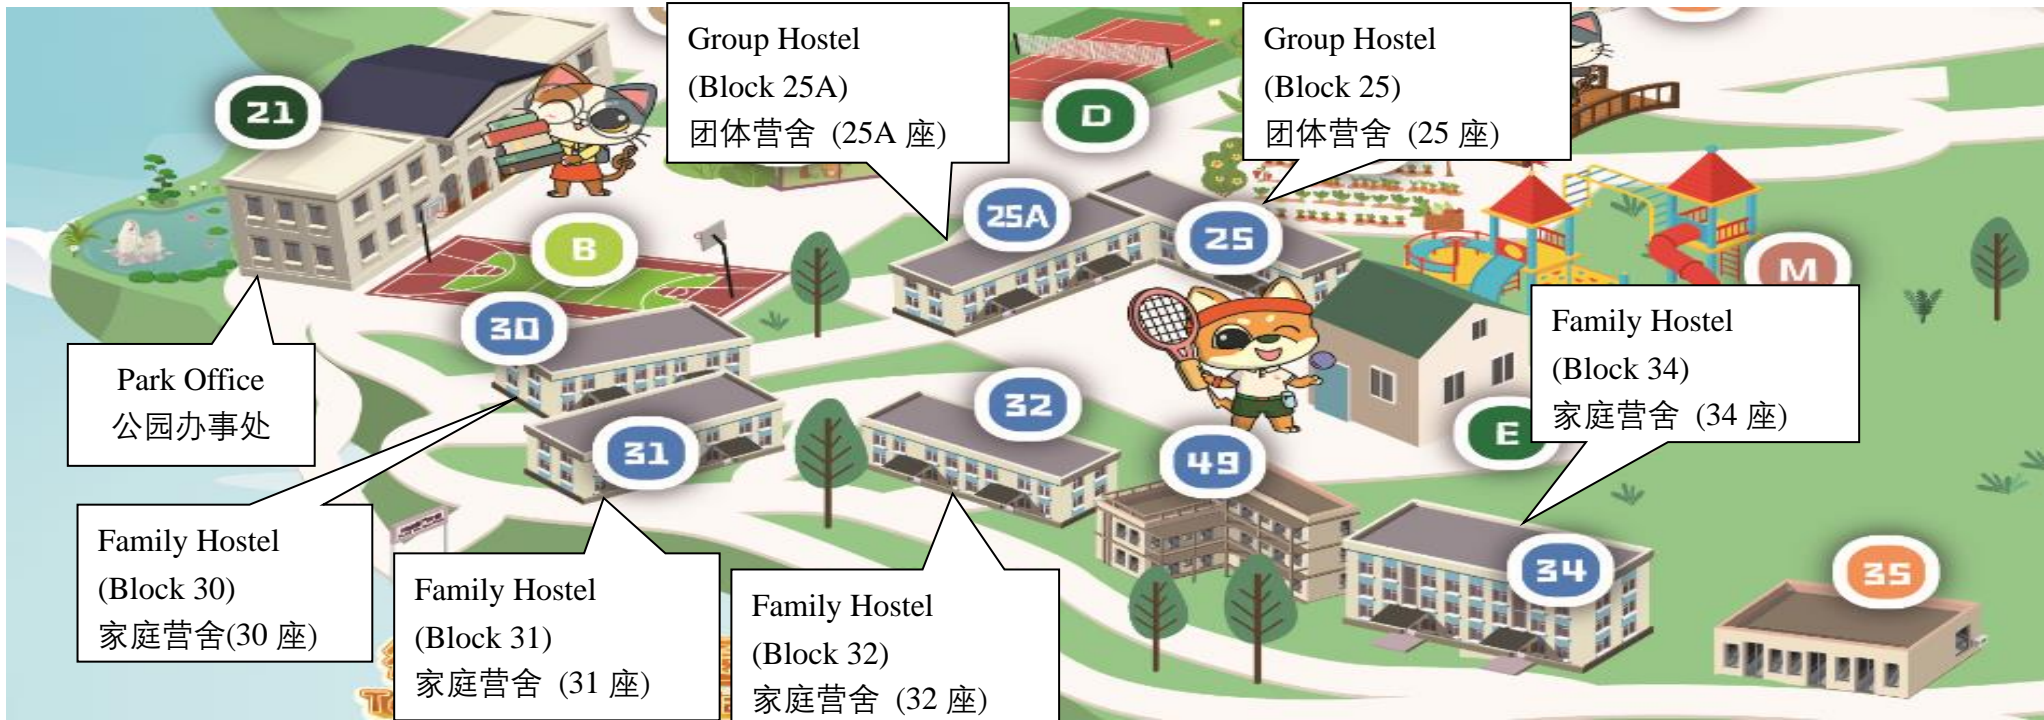 Group Hostel
(Block 25A)
团体营舍 (25A 座)
Group Hostel
(Block 25)
团体营舍 (25 座)
21
D
25A
25
B
M
30
Park Office
公园办事处
Family Hostel
(Block 34)
家庭营舍 (34 座)
32
31
49
E
Family Hostel
(Block 30)
家庭营舍(30 座)
Family Hostel
(Block 31)
家庭营舍 (31 座)
Family Hostel
(Block 32)
家庭营舍 (32 座)
34
35